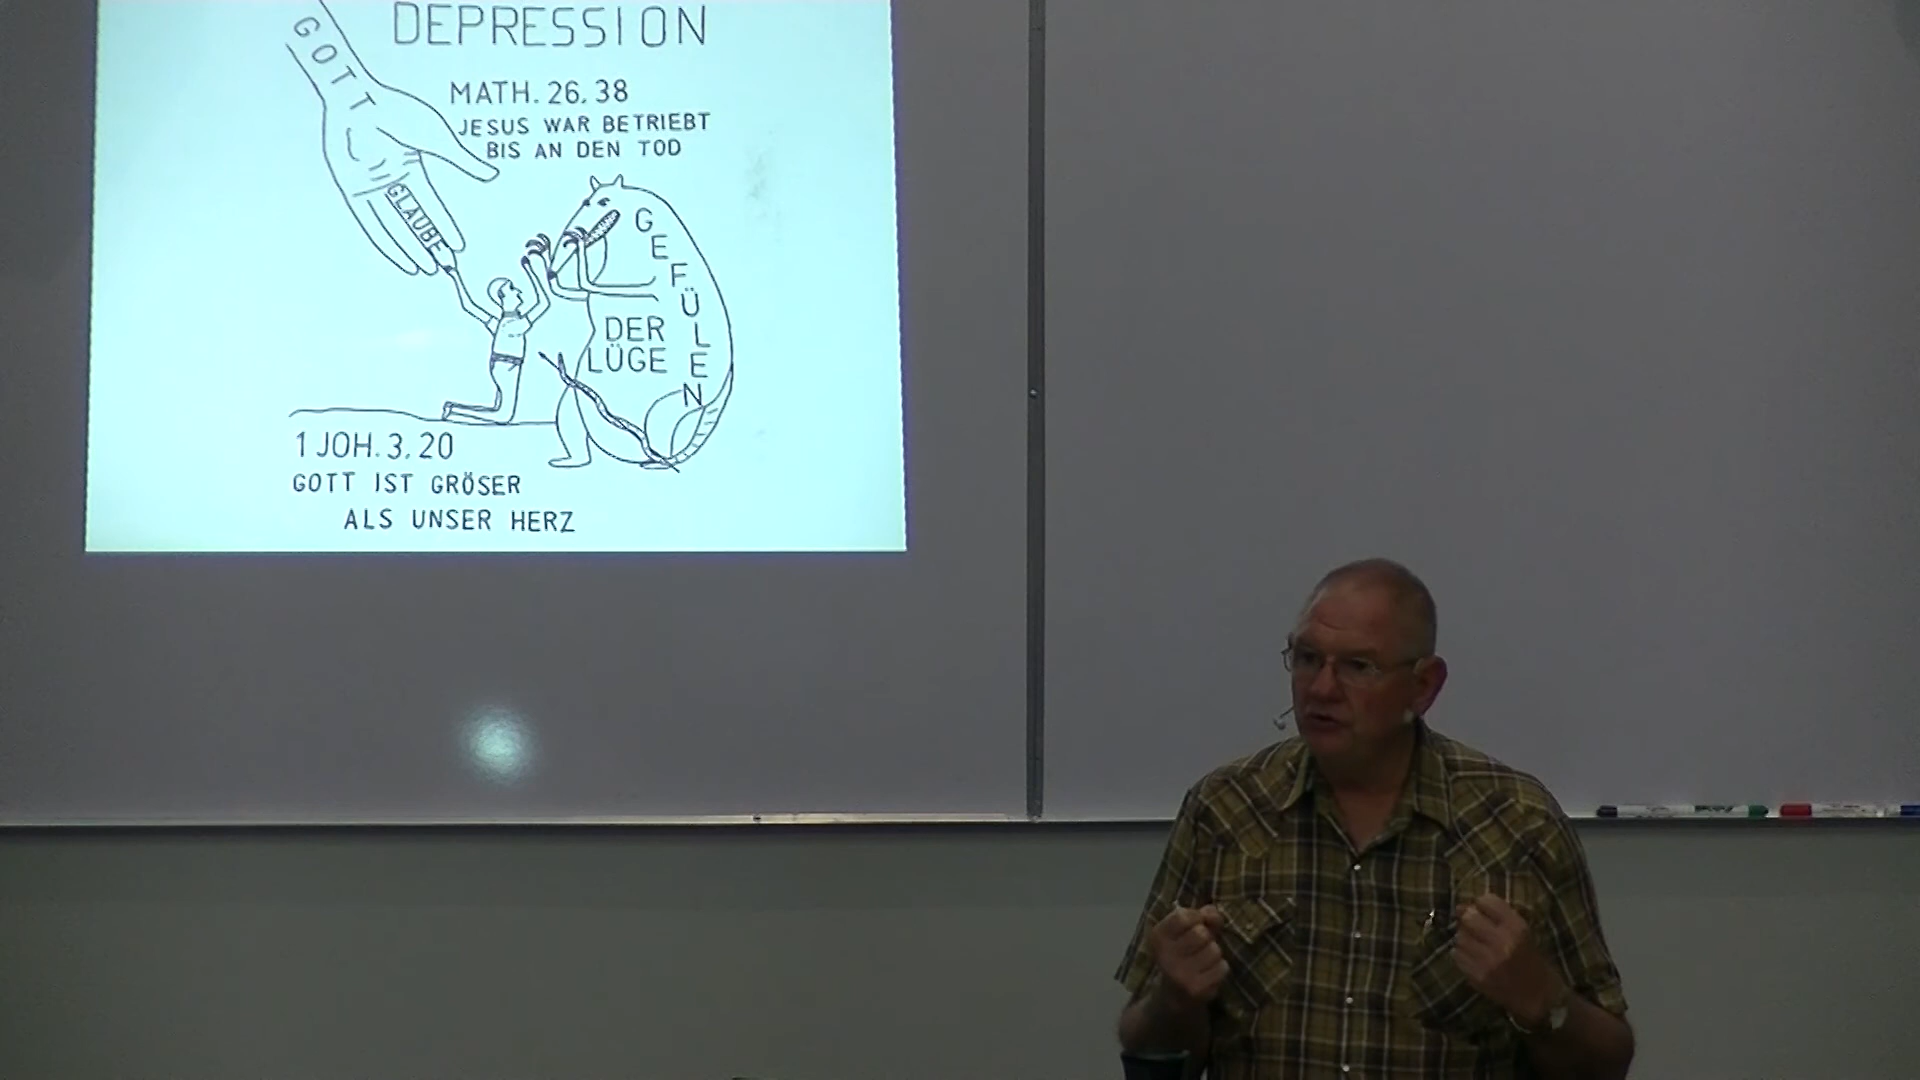 DEPRESSION
GOTT
MATH. 26. 38
JESUS WAR BETRIEBT
BIS AN DEN TOD
GLAUBE
GEFÜLEN
DER
LÜGE
1 JOH. 3. 20
GOTT IST GRÖSER
ALS UNSER HERZ